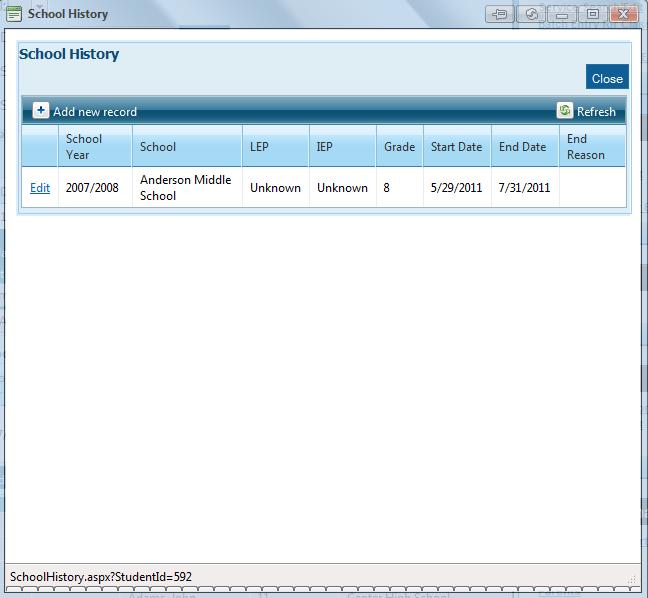 School History
School History
Close
Add new record
Refresh
School Year School LEP IEP Grade Start Date End Date End Reason
Edit 2007/2008 Anderson Middle School Unknown Unknown 8 5/29/2011 7/31/2011
SchoolHistory.aspx?StudentId=592